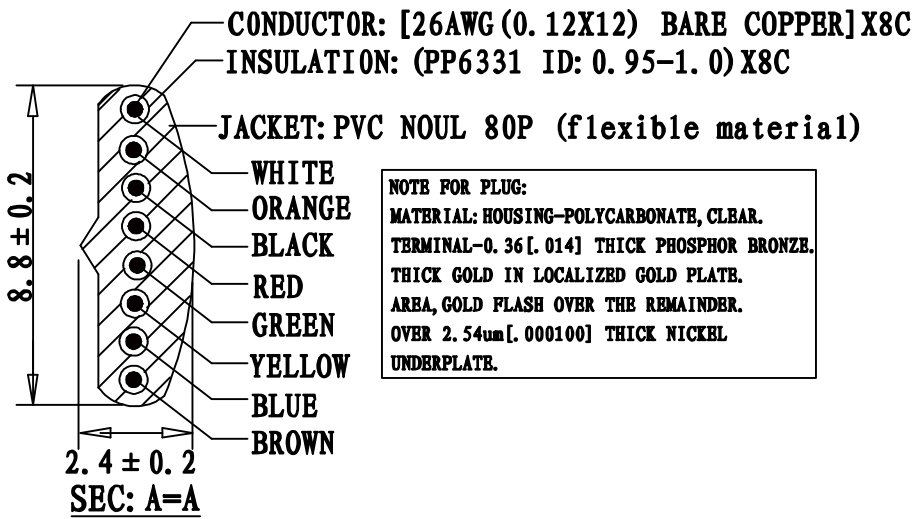 CONDUCTOR: [26AWG(0.12X12) BARE COPPER]X8C
INSULATION: (PP6331 ID:0.95-1.0)X8C
JACKET: PVC NOUL 80P (flexible material)
WHITE
ORANGE
BLACK
RED
GREEN
YELLOW
BLUE
BROWN
8.8±0.2
2.4±0.2
SEC: A=A
NOTE FOR PLUG:
MATERIAL: HOUSING-POLYCARBONATE, CLEAR.
TERMINAL-0.36[.014] THICK PHOSPHOR BRONZE.
THICK GOLD IN LOCALIZED GOLD PLATE.
AREA, GOLD FLASH OVER THE REMAINDER.
OVER 2.54um[.000100] THICK NICKEL
UNDERPLATE.